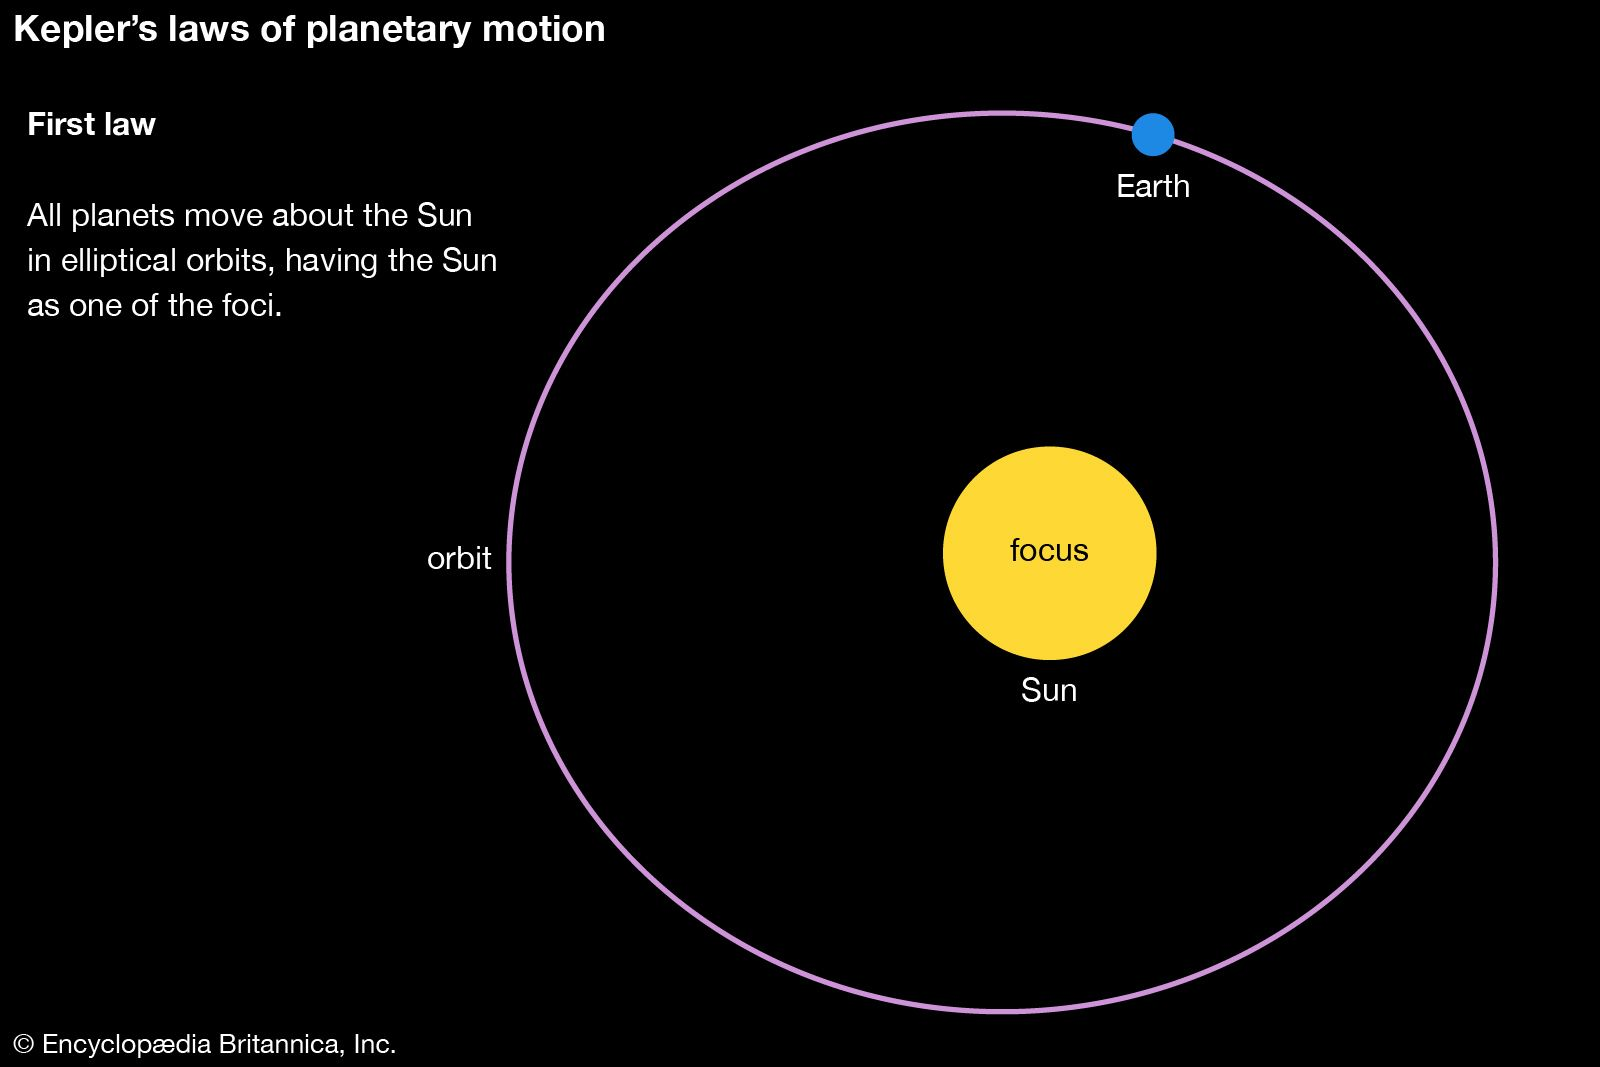 Kepler’s laws of planetary motion
First law
All planets move about the Sun
in elliptical orbits, having the Sun
as one of the foci.
Earth
orbit
focus
Sun
© Encyclopædia Britannica, Inc.